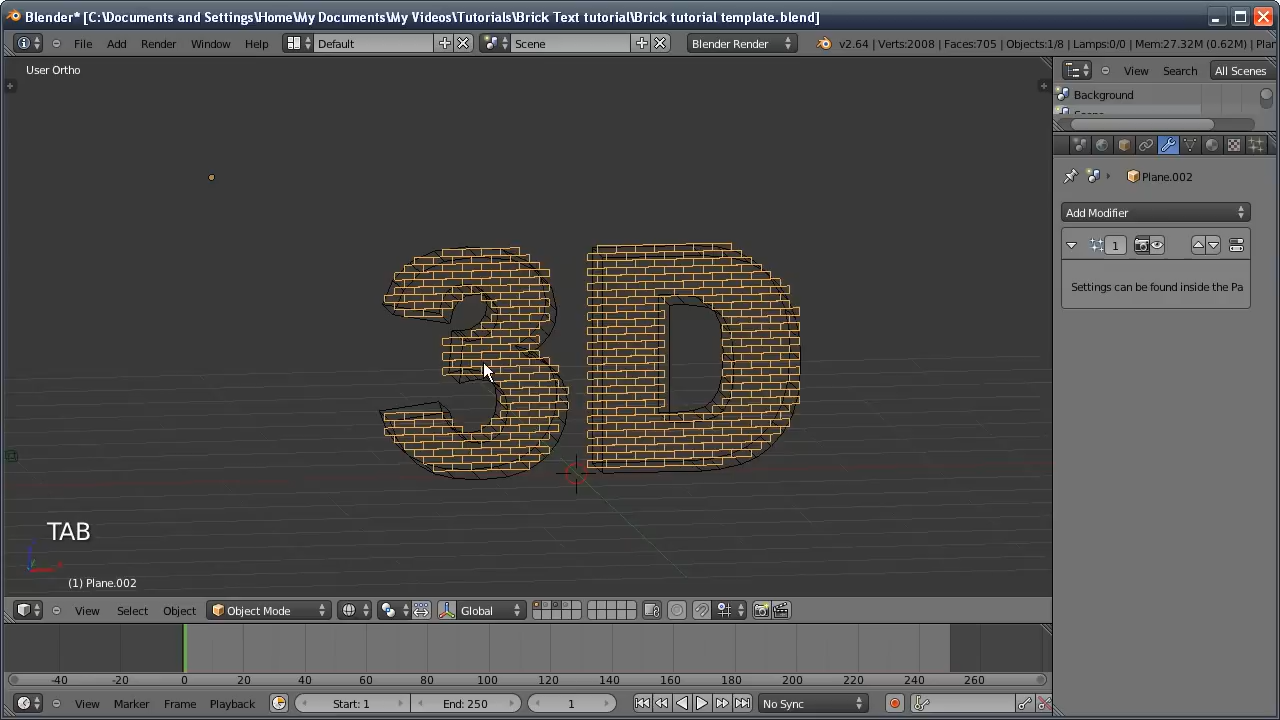 Blender* [C:\Documents and Settings\Home\My Documents\My Videos\Tutorials\Brick Text tutorial\Brick tutorial template.blend]
File Add Render Window Help Default Scene Blender Render v2.64 | Verts:2008 | Faces:705 | Objects:1/8 | Lamps:0/0 | Mem:27.32M (0.62M) | Plan
User Ortho
View Search All Scenes
Background
Plane.002
Add Modifier
1
Settings can be found inside the Pa
3D
TAB
(1) Plane.002
View Select Object Object Mode Global
-40 -20 0 20 40 60 80 100 120 140 160 180 200 220 240 260
View Marker Frame Playback Start: 1 End: 250 1 No Sync